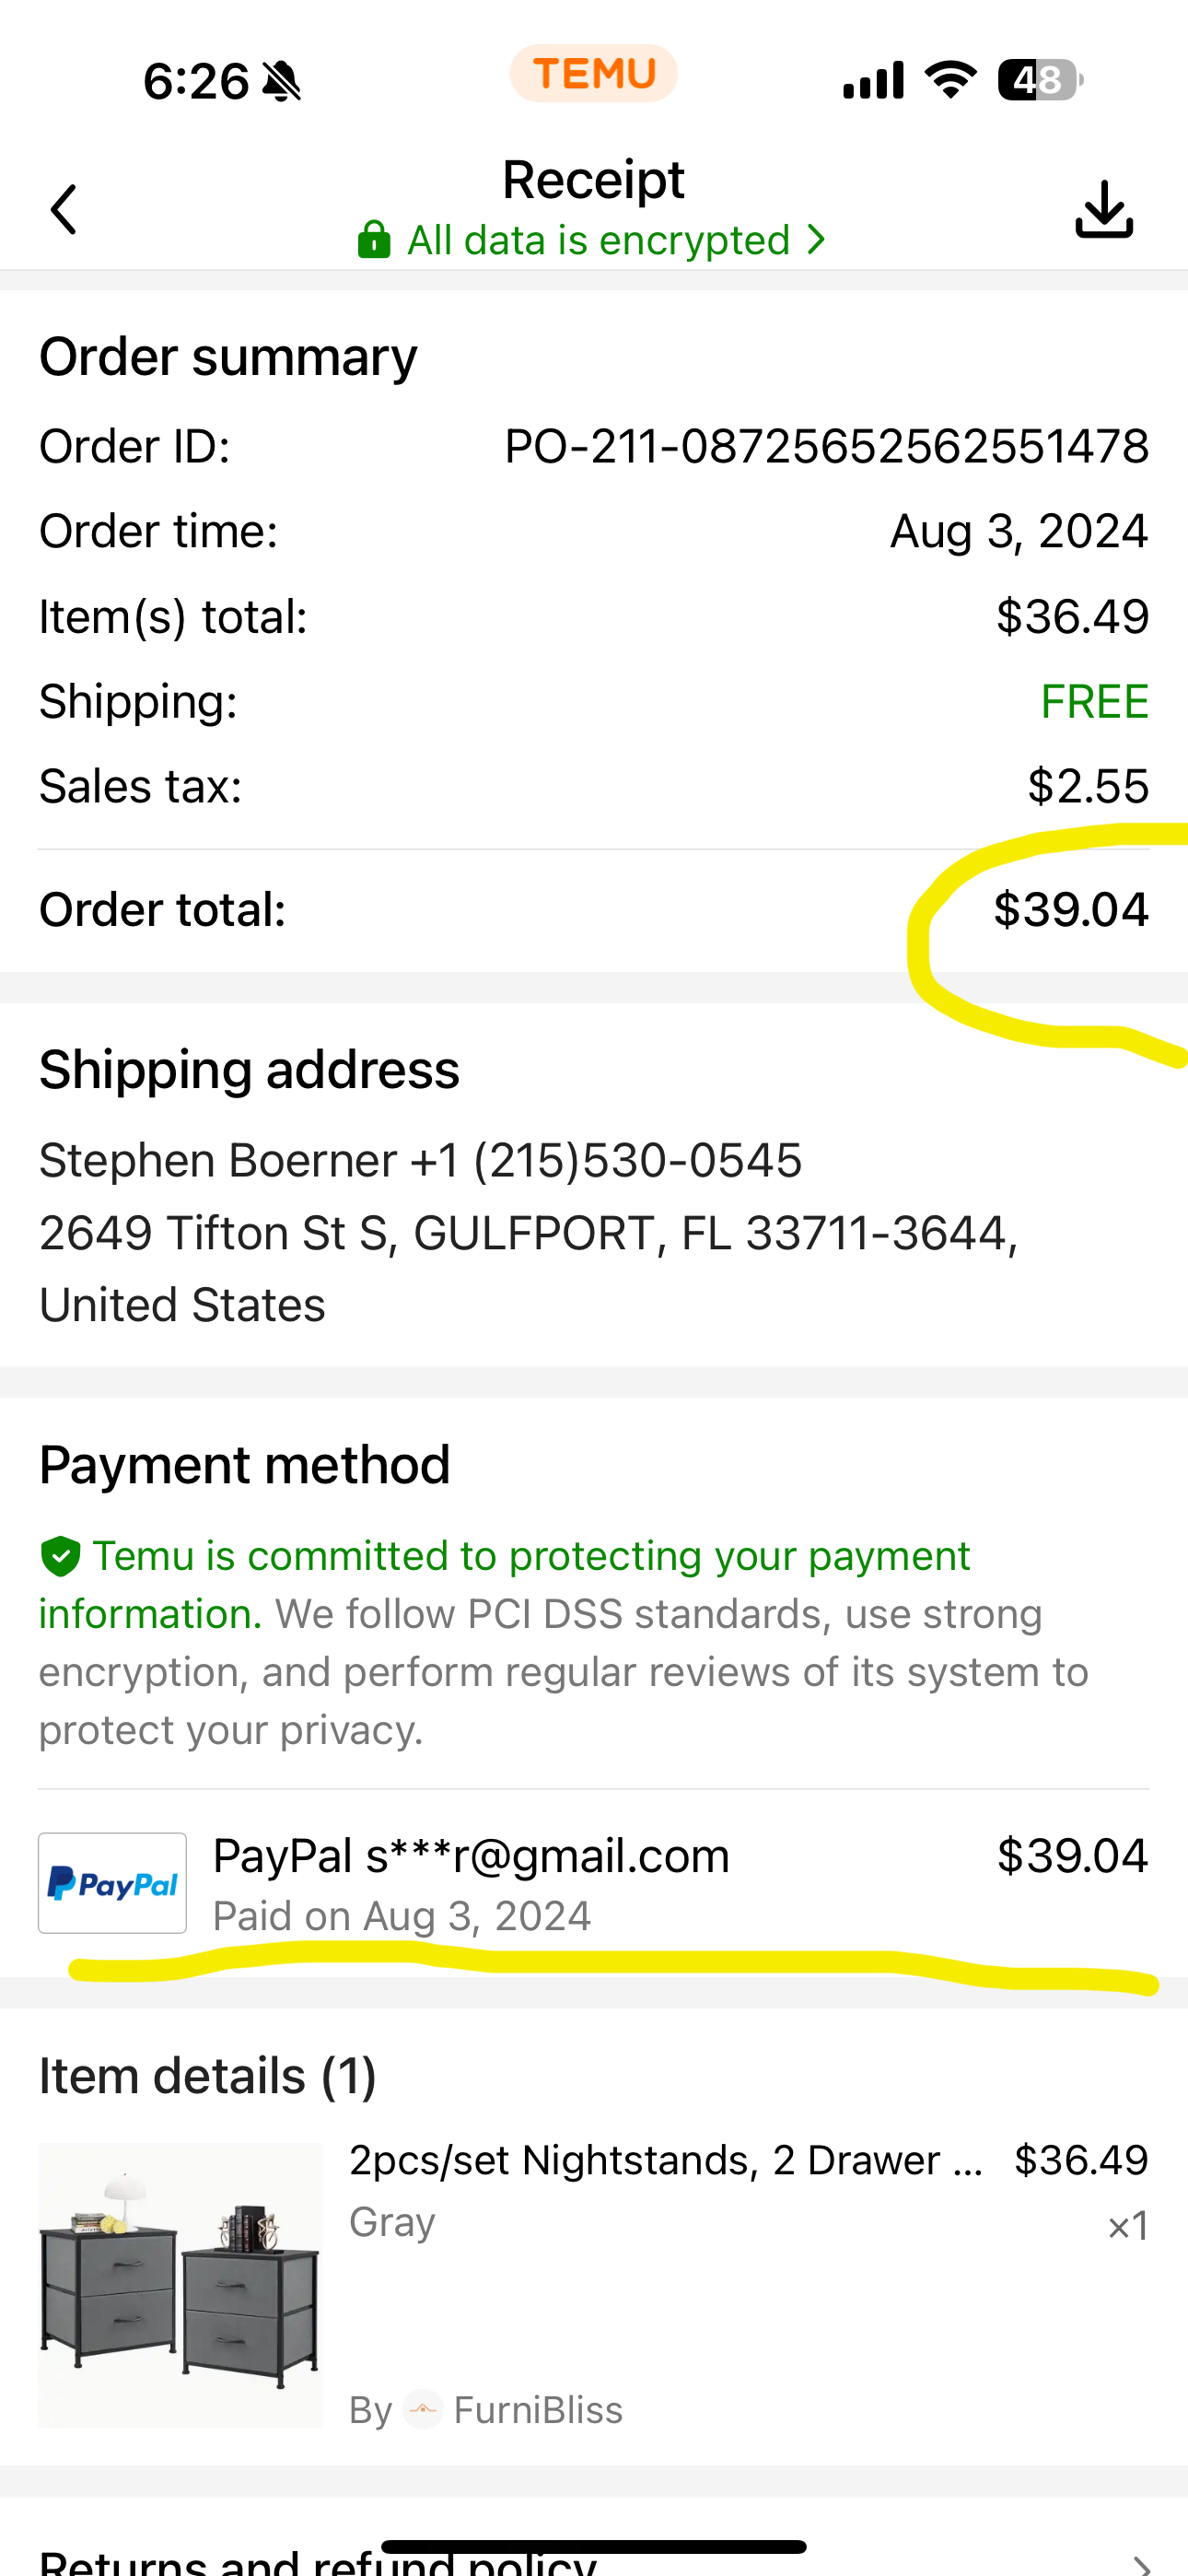 6:26
TEMU
48
Receipt
All data is encrypted
Order summary
Order ID: PO-211-08725652562551478
Order time: Aug 3, 2024
Item(s) total: $36.49
Shipping: FREE
Sales tax: $2.55
Order total: $39.04
Shipping address
Stephen Boerner +1 (215)530-0545
2649 Tifton St S, GULFPORT, FL 33711-3644,
United States
Payment method
Temu is committed to protecting your payment
information. We follow PCI DSS standards, use strong
encryption, and perform regular reviews of its system to
protect your privacy.
PayPal PayPal s***r@gmail.com $39.04
Paid on Aug 3, 2024
Item details (1)
2pcs/set Nightstands, 2 Drawer ... $36.49
Gray ×1
By FurniBliss
Returns and refund policy